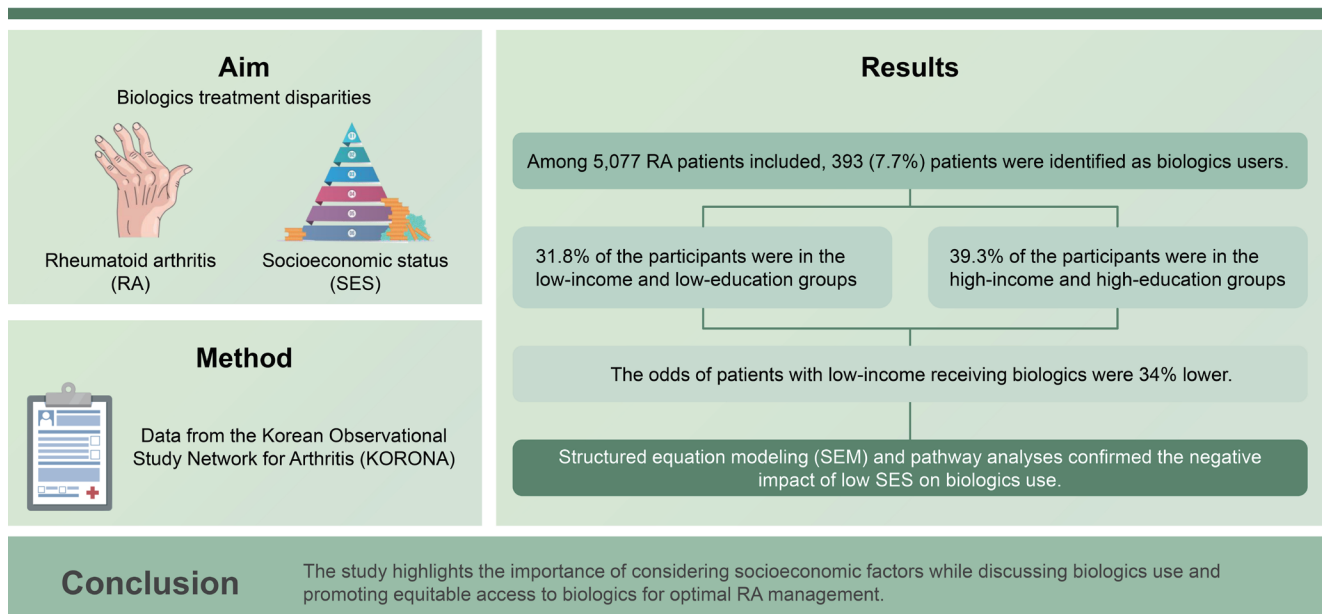 Aim
Biologics treatment disparities
Rheumatoid arthritis
(RA)
01
02
03
04
05
06
Socioeconomic status
(SES)
Method
Data from the Korean Observational
Study Network for Arthritis (KORONA)
Results
Among 5,077 RA patients included, 393 (7.7%) patients were identified as biologics users.
31.8% of the participants were in the
low-income and low-education groups
39.3% of the participants were in the
high-income and high-education groups
The odds of patients with low-income receiving biologics were 34% lower.
Structured equation modeling (SEM) and pathway analyses confirmed the negative
impact of low SES on biologics use.
Conclusion
The study highlights the importance of considering socioeconomic factors while discussing biologics use and
promoting equitable access to biologics for optimal RA management.